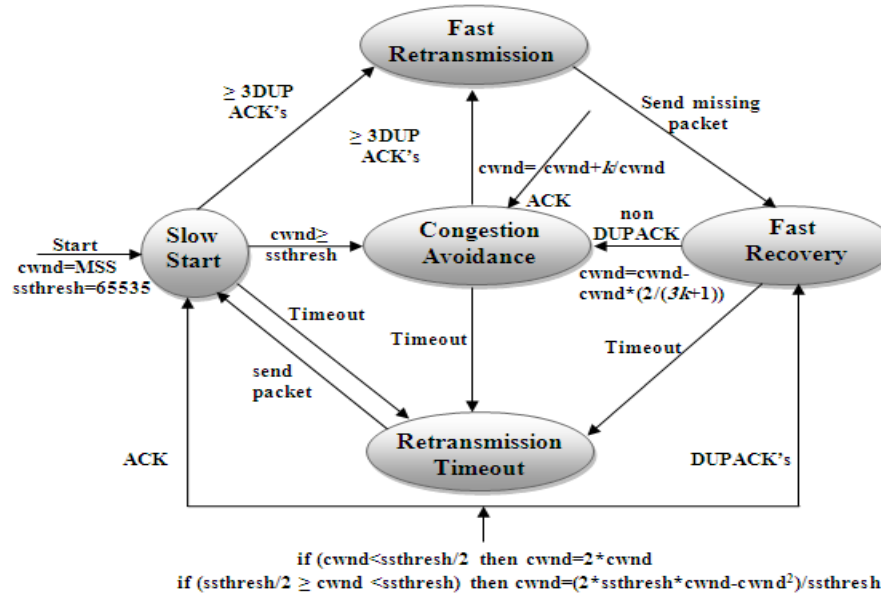 Fast
Retransmission
≥ 3DUP
ACK's
Send missing
packet
≥ 3DUP
ACK's
cwnd= cwnd+k/cwnd
ACK
Start
cwnd=MSS
ssthresh=65535
Slow
Start
cwnd≥
ssthresh
Congestion
Avoidance
non
DUPACK
cwnd=cwnd-
cwnd*(2/(3k+1))
Fast
Recovery
Timeout
send
packet
Timeout
Timeout
Retransmission
Timeout
ACK
DUPACK's
if (cwnd<ssthresh/2 then cwnd=2*cwnd
if (ssthresh/2 ≥ cwnd <ssthresh) then cwnd=(2*ssthresh*cwnd-cwnd²)/ssthresh